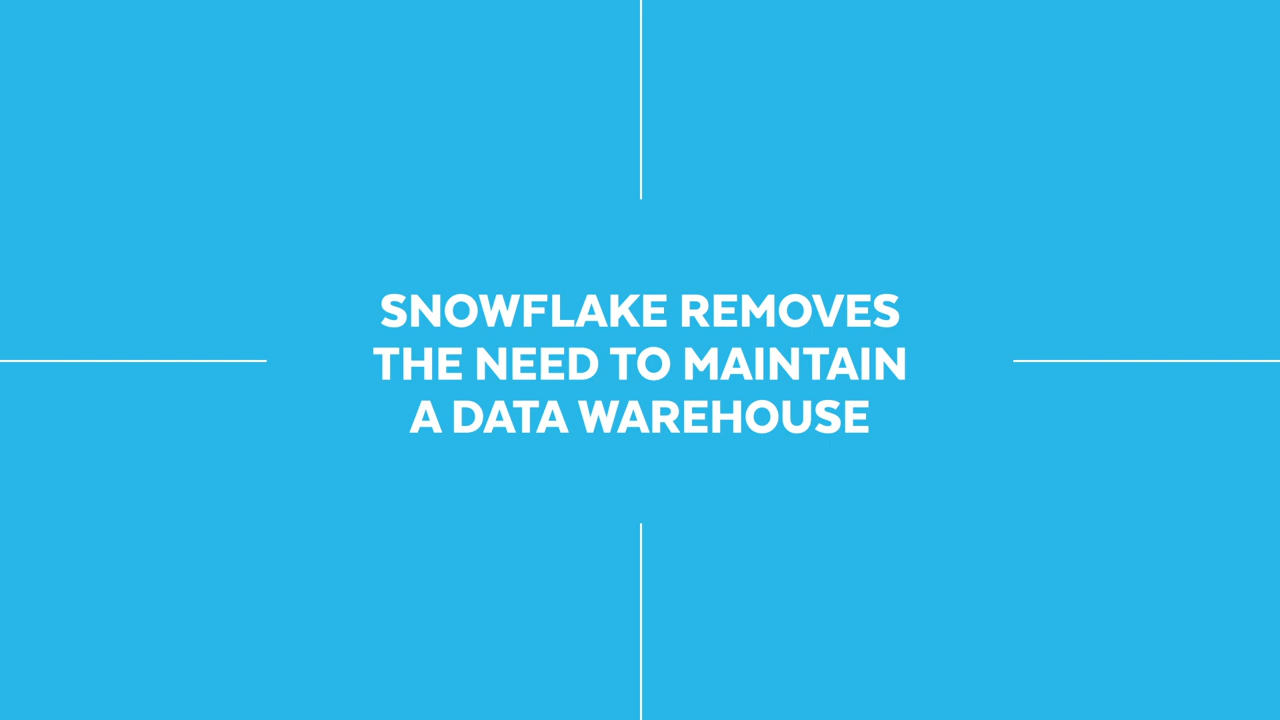 SNOWFLAKE REMOVES
THE NEED TO MAINTAIN
A DATA WAREHOUSE